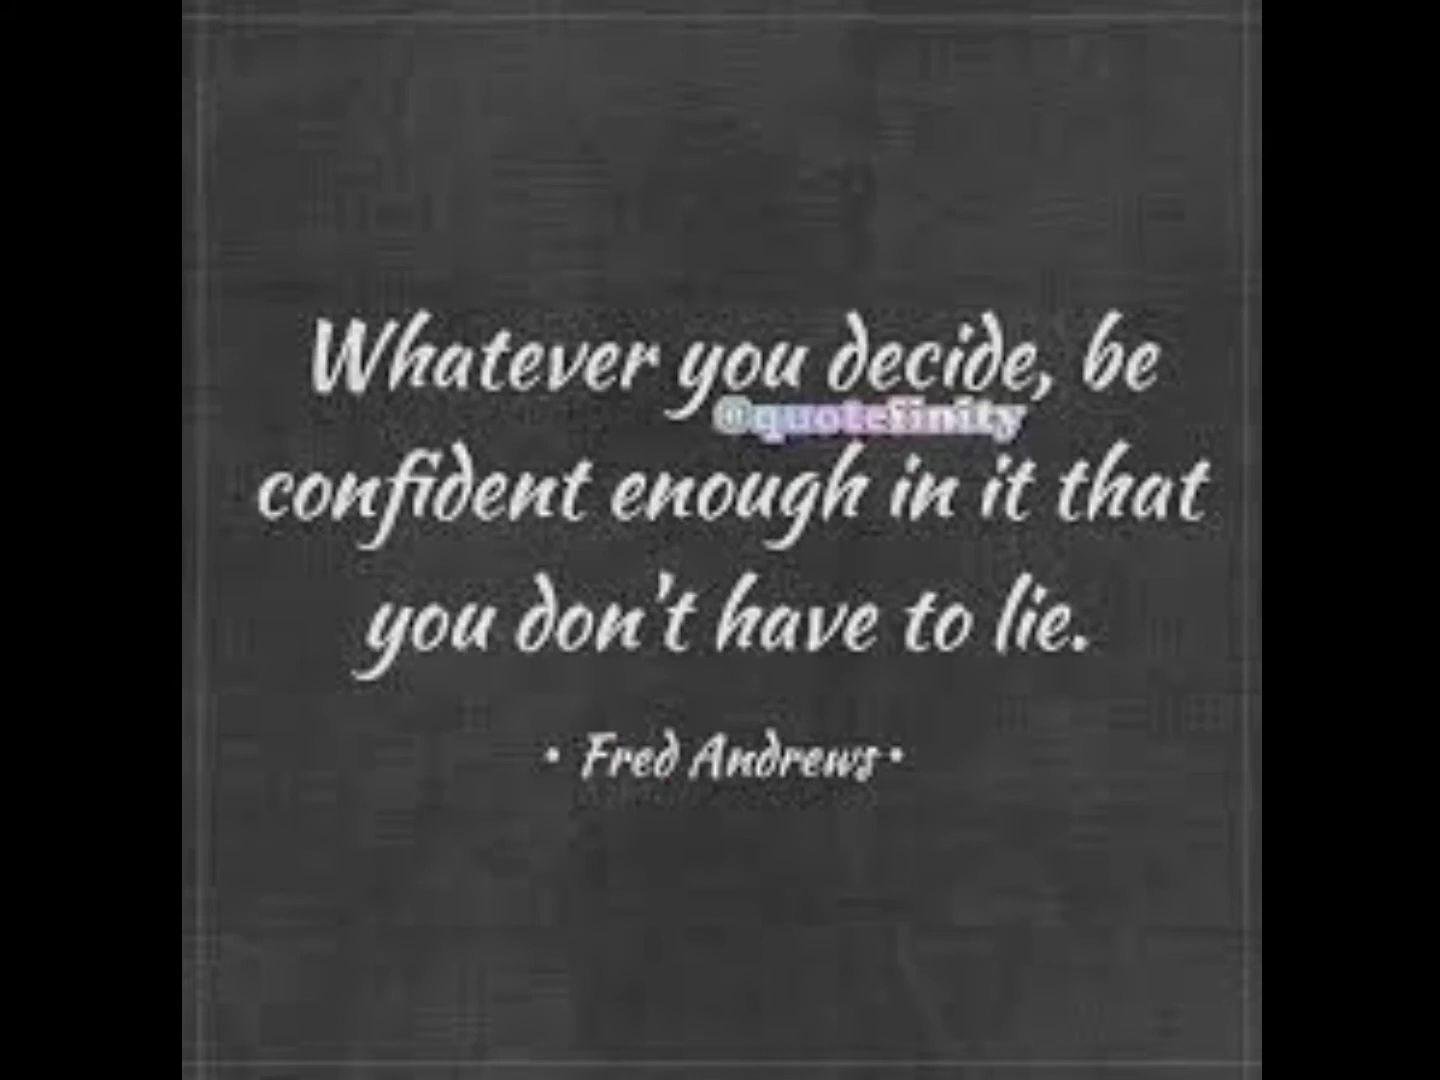 Whatever you decide, be
@quotefinity
confident enough in it that
you don't have to lie.
• Fred Andrews •